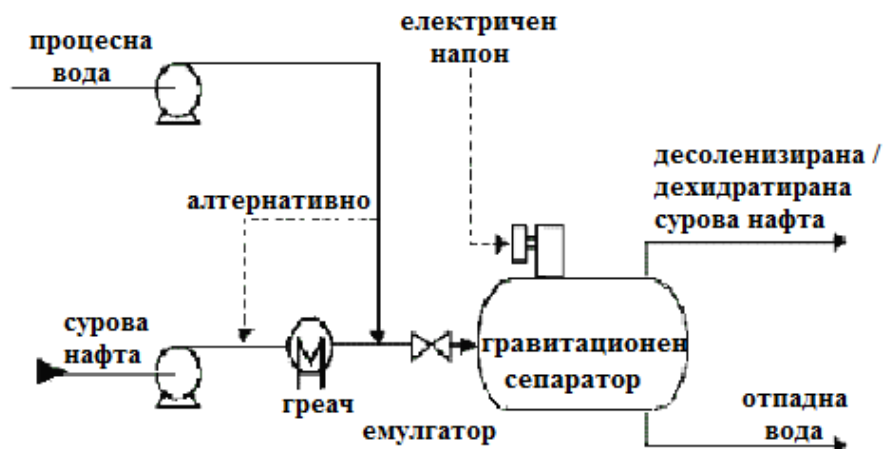 процесна
вода
електричен
напон
десоленизирана /
дехидратирана
сурова нафта
алтернативно
сурова
нафта
греач
емулгатор
гравитационен
сепаратор
отпадна
вода